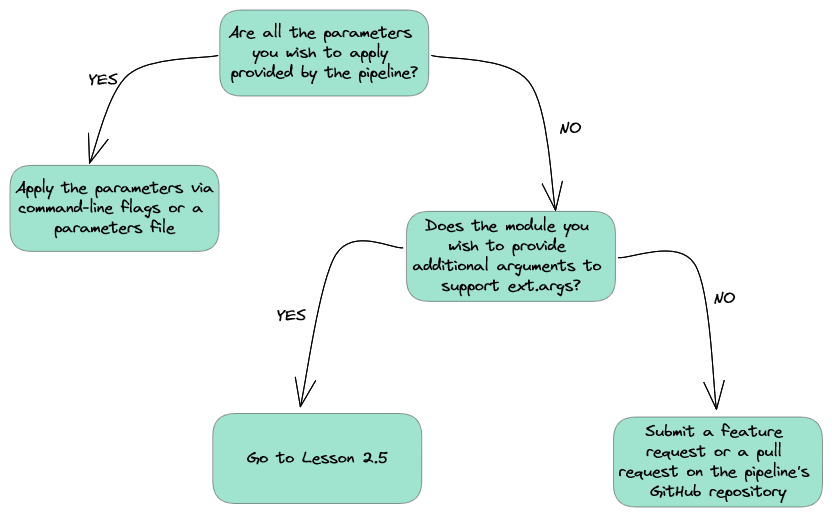 Are all the parameters
you wish to apply
provided by the pipeline?
YES
NO
Apply the parameters via
command-line flags or a
parameters file
Does the module you
wish to provide
additional arguments to
support ext.args?
YES
NO
Go to Lesson 2.5
Submit a feature
request or a pull
request on the pipeline's
GitHub repository